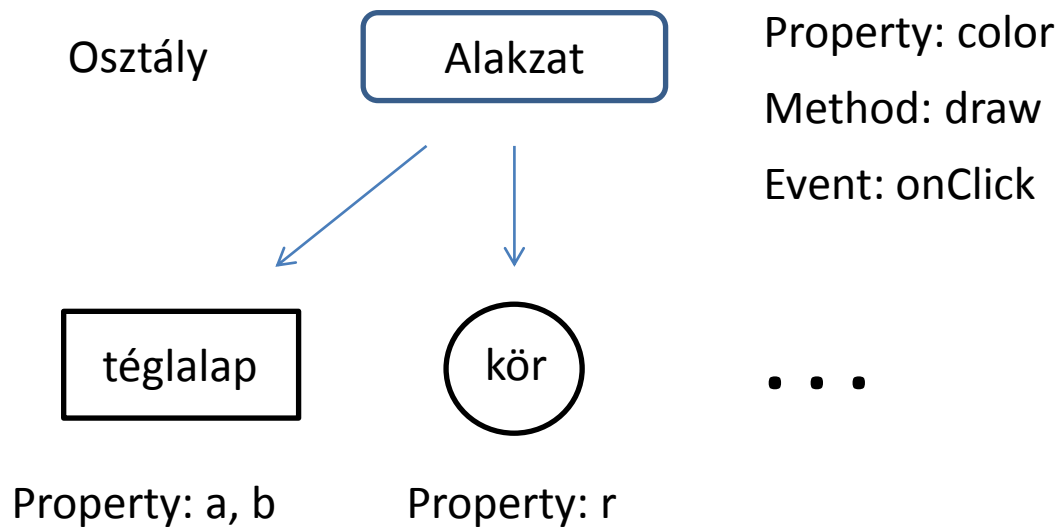 Osztály
Alakzat
Property: color
Method: draw
Event: onClick
téglalap
kör
...
Property: a, b
Property: r